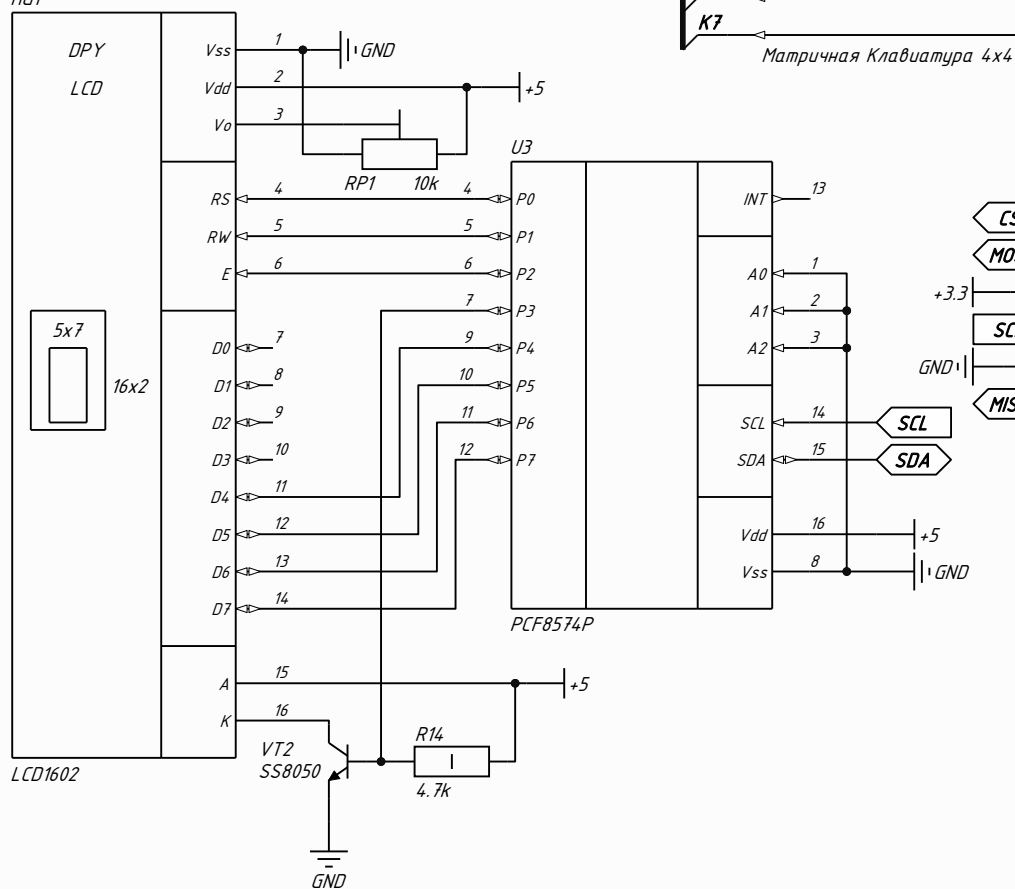 K7
Матричная Клавиатура 4x4
DPY
LCD
Vss 1 GND
Vdd 2 +5
Vo 3
RP1 10k
U3
RS 4 4 P0
RW 5 5 P1
E 6 6 P2
7 P3
9 P4
10 P5
11 P6
12 P7
5x7
16x2
D0 7
D1 8
D2 9
D3 10
D4 11
D5 12
D6 13
D7 14
INT 13
A0 1
A1 2
A2 3
SCL 14 SCL
SDA 15 SDA
Vdd 16 +5
Vss 8 GND
PCF8574P
+3.3
GND
A 15 +5
K 16
VT2
SS8050
R14
4.7k
LCD1602
GND